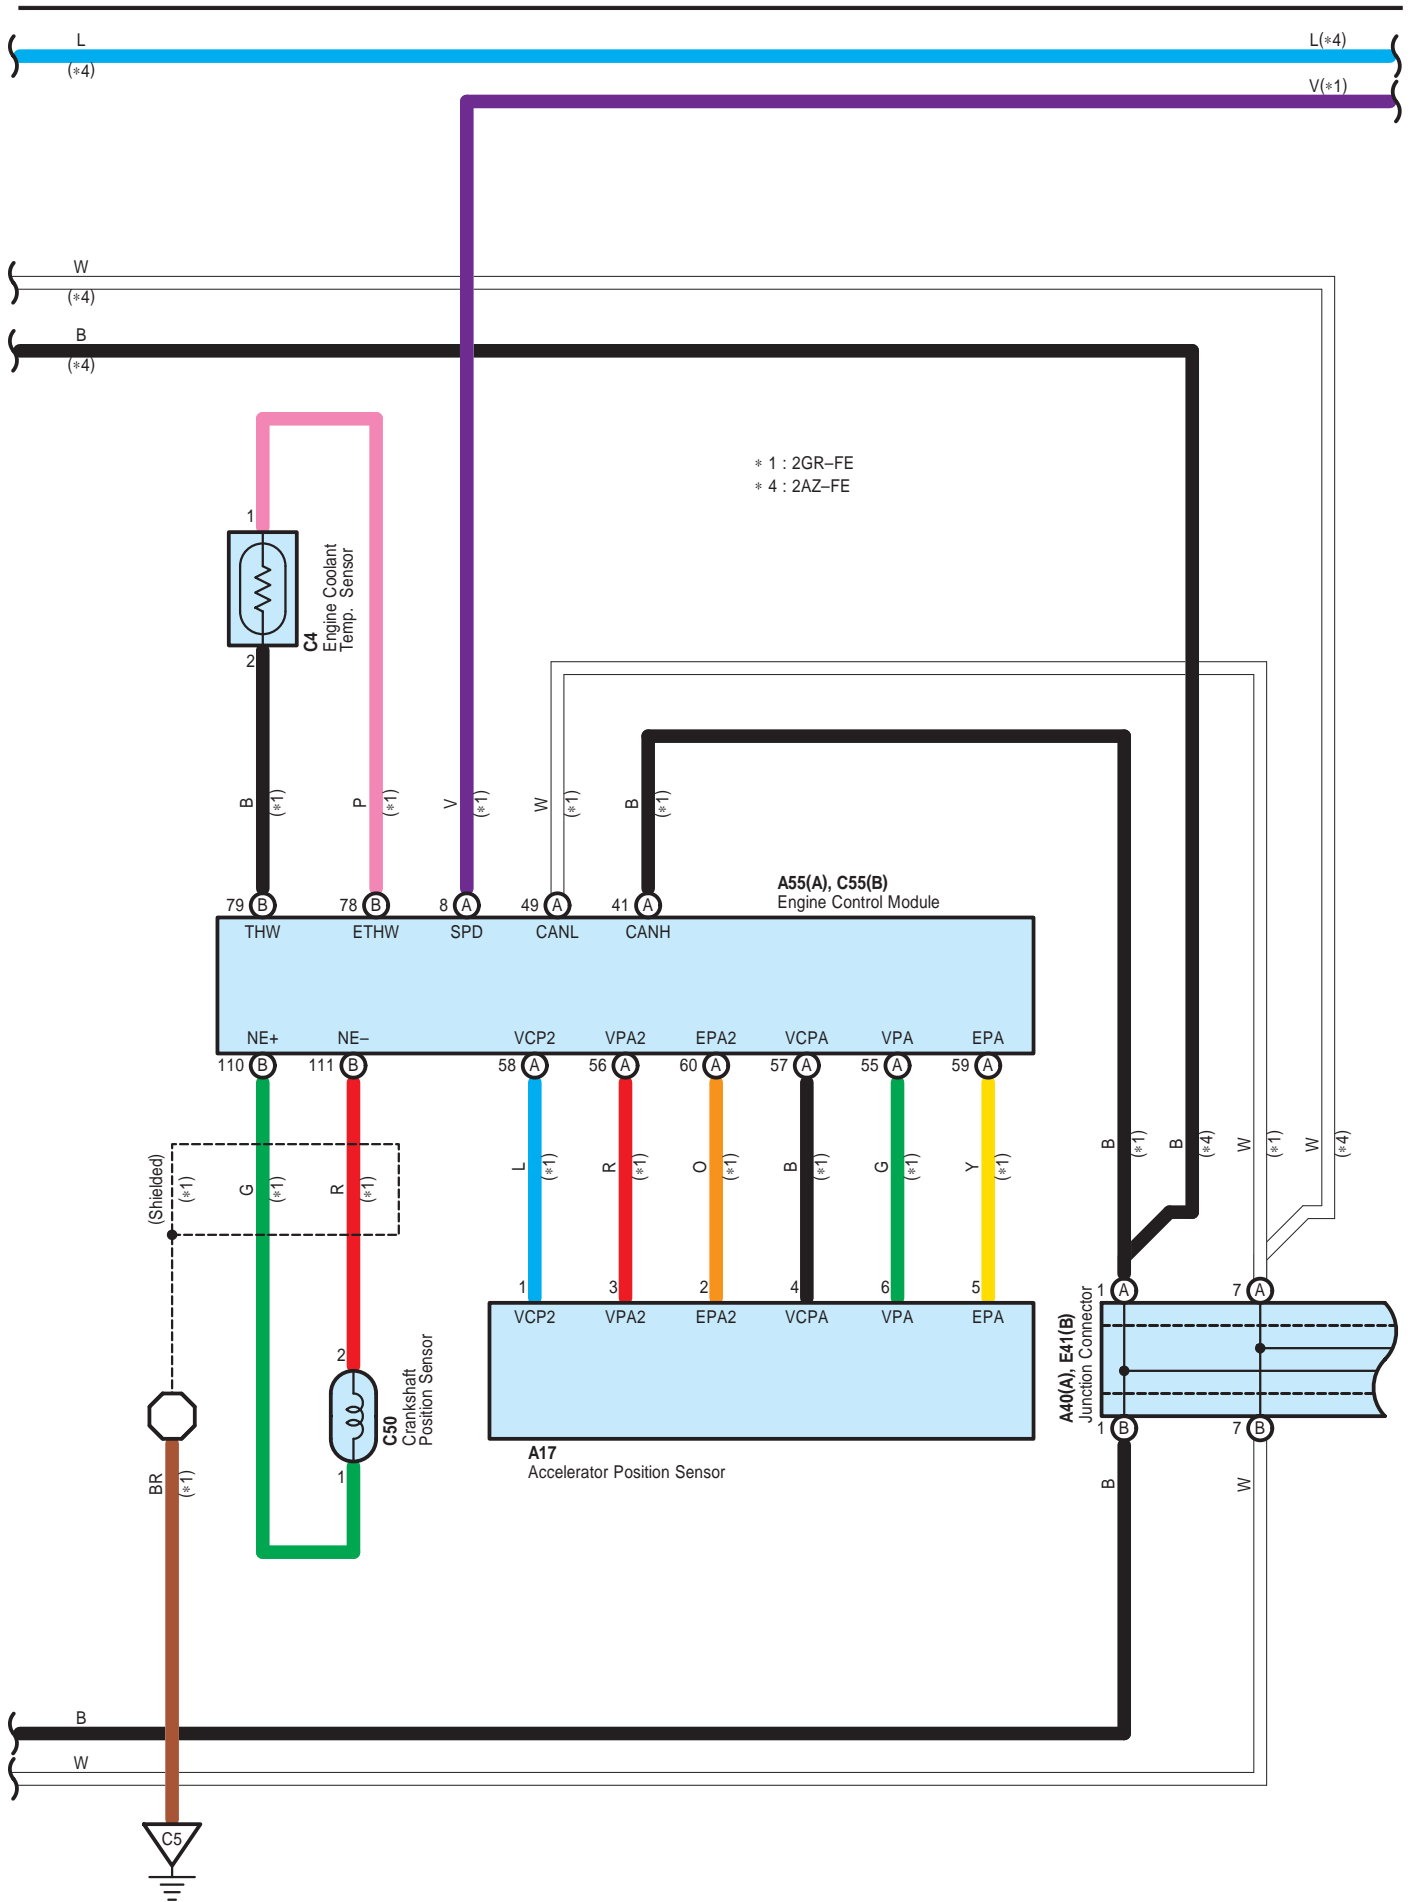 L
L(∗4)
(∗4)
V(∗1)
W
(∗4)
B
(∗4)
∗ 1 : 2GR–FE
∗ 4 : 2AZ–FE
1
C4
Engine Coolant
Temp. Sensor
2
B
(∗1)
P
(∗1)
V
(∗1)
W
(∗1)
B
(∗1)
A55(A), C55(B)
Engine Control Module
79 B
78 B
8 A
49 A
41 A
THW
ETHW
SPD
CANL
CANH
NE+
NE–
VCP2
VPA2
EPA2
VCPA
VPA
EPA
110 B
111 B
58 A
56 A
60 A
57 A
55 A
59 A
(Shielded)
(∗1)
G
(∗1)
R
(∗1)
L
(∗1)
R
(∗1)
O
(∗1)
B
(∗1)
G
(∗1)
Y
(∗1)
B
(∗1)
B
(∗4)
W
(∗1)
W
(∗4)
1
3
2
4
6
5
1 A
7 A
VCP2
VPA2
EPA2
VCPA
VPA
EPA
A40(A), E41(B)
Junction Connector
2
C50
Crankshaft
Position Sensor
1
1 B
7 B
A17
Accelerator Position Sensor
BR
(∗1)
B
W
B
W
C5